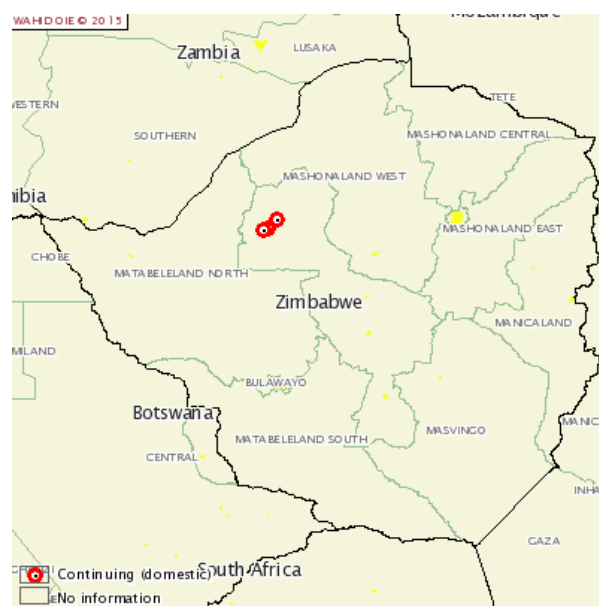 WAHID OIE © 2015
Mozambique
Zambia
LUSAKA
WESTERN
TETE
SOUTHERN
MASHONALAND CENTRAL
MASHONALAND WEST
nibia
MASHONALAND EAST
CHOBE
MATABELELAND NORTH
Zimbabwe
MANICALAND
MILAND
BULAWAYO
Botswana
MANIC
MATABELELAND SOUTH
MASVINGO
CENTRAL
INHA
GAZA
South Africa
Continuing (domestic)
No information